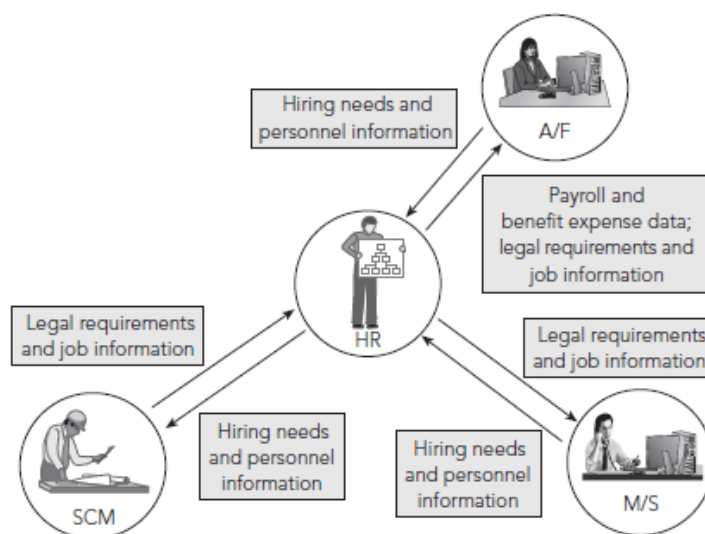 Hiring needs and
personnel information
A/F
Payroll and
benefit expense data;
legal requirements and
job information
HR
Legal requirements
and job information
Legal requirements
and job information
Hiring needs
and personnel
information
Hiring needs
and personnel
information
SCM
M/S